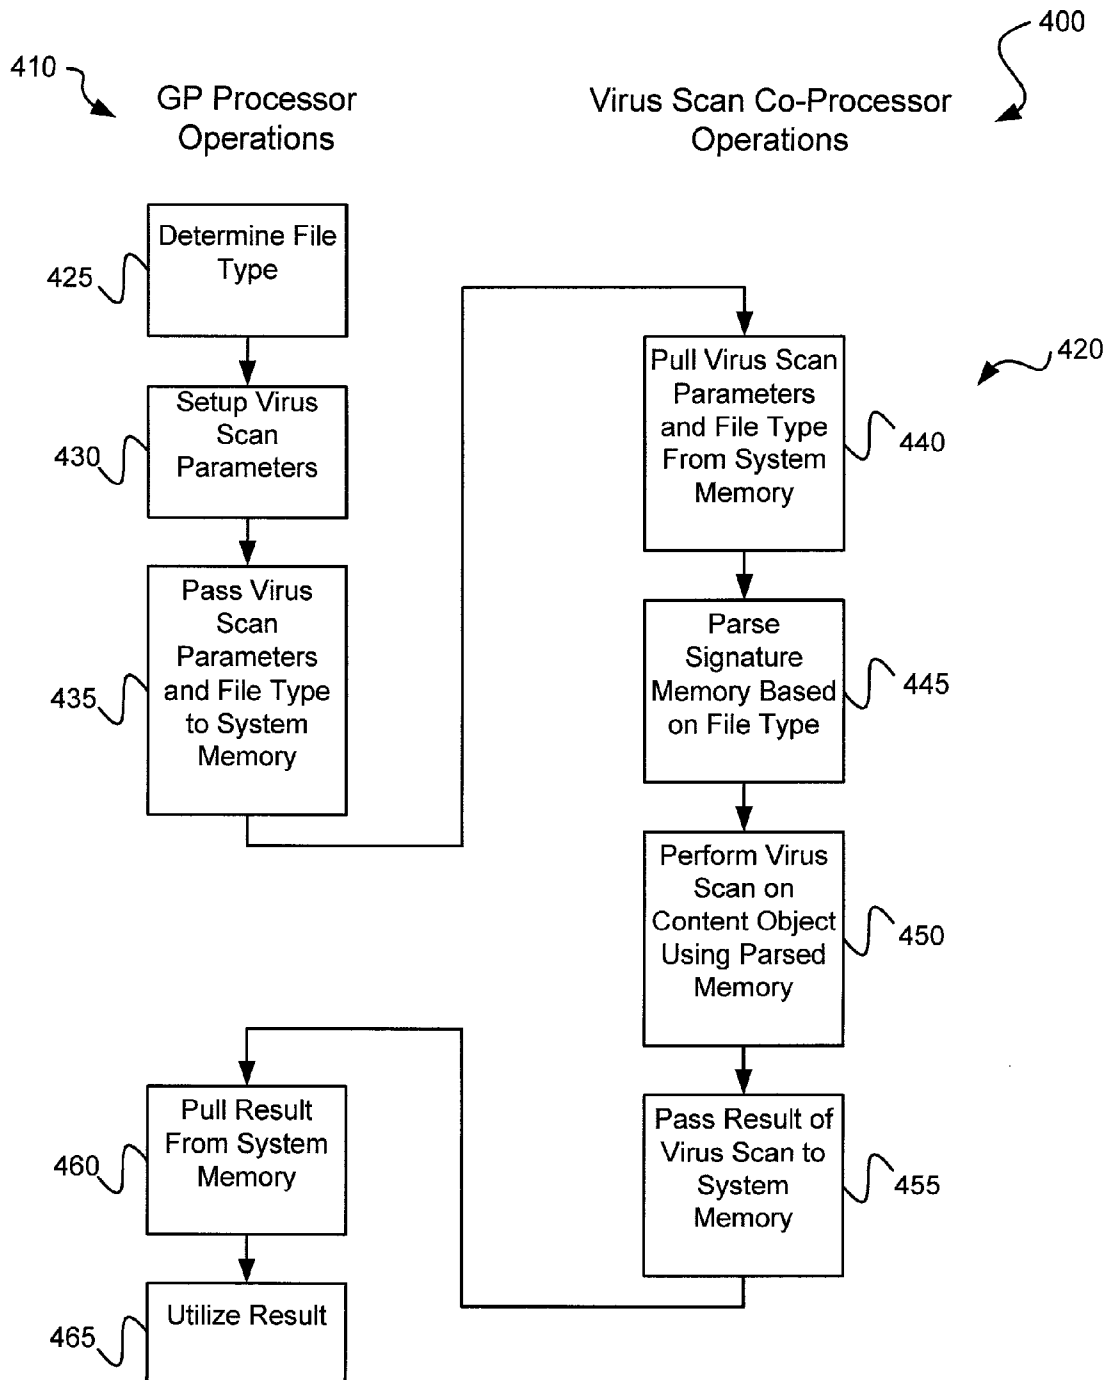 400
410
GP Processor
Operations
Virus Scan Co-Processor
Operations
Determine File
Type
425
Setup Virus
Scan
Parameters
430
Pass Virus
Scan
Parameters
and File Type
to System
Memory
435
420
Pull Virus Scan
Parameters
and File Type
From System
Memory
440
Parse
Signature
Memory Based
on File Type
445
Perform Virus
Scan on
Content Object
Using Parsed
Memory
450
Pass Result of
Virus Scan to
System
Memory
455
Pull Result
From System
Memory
460
Utilize Result
465